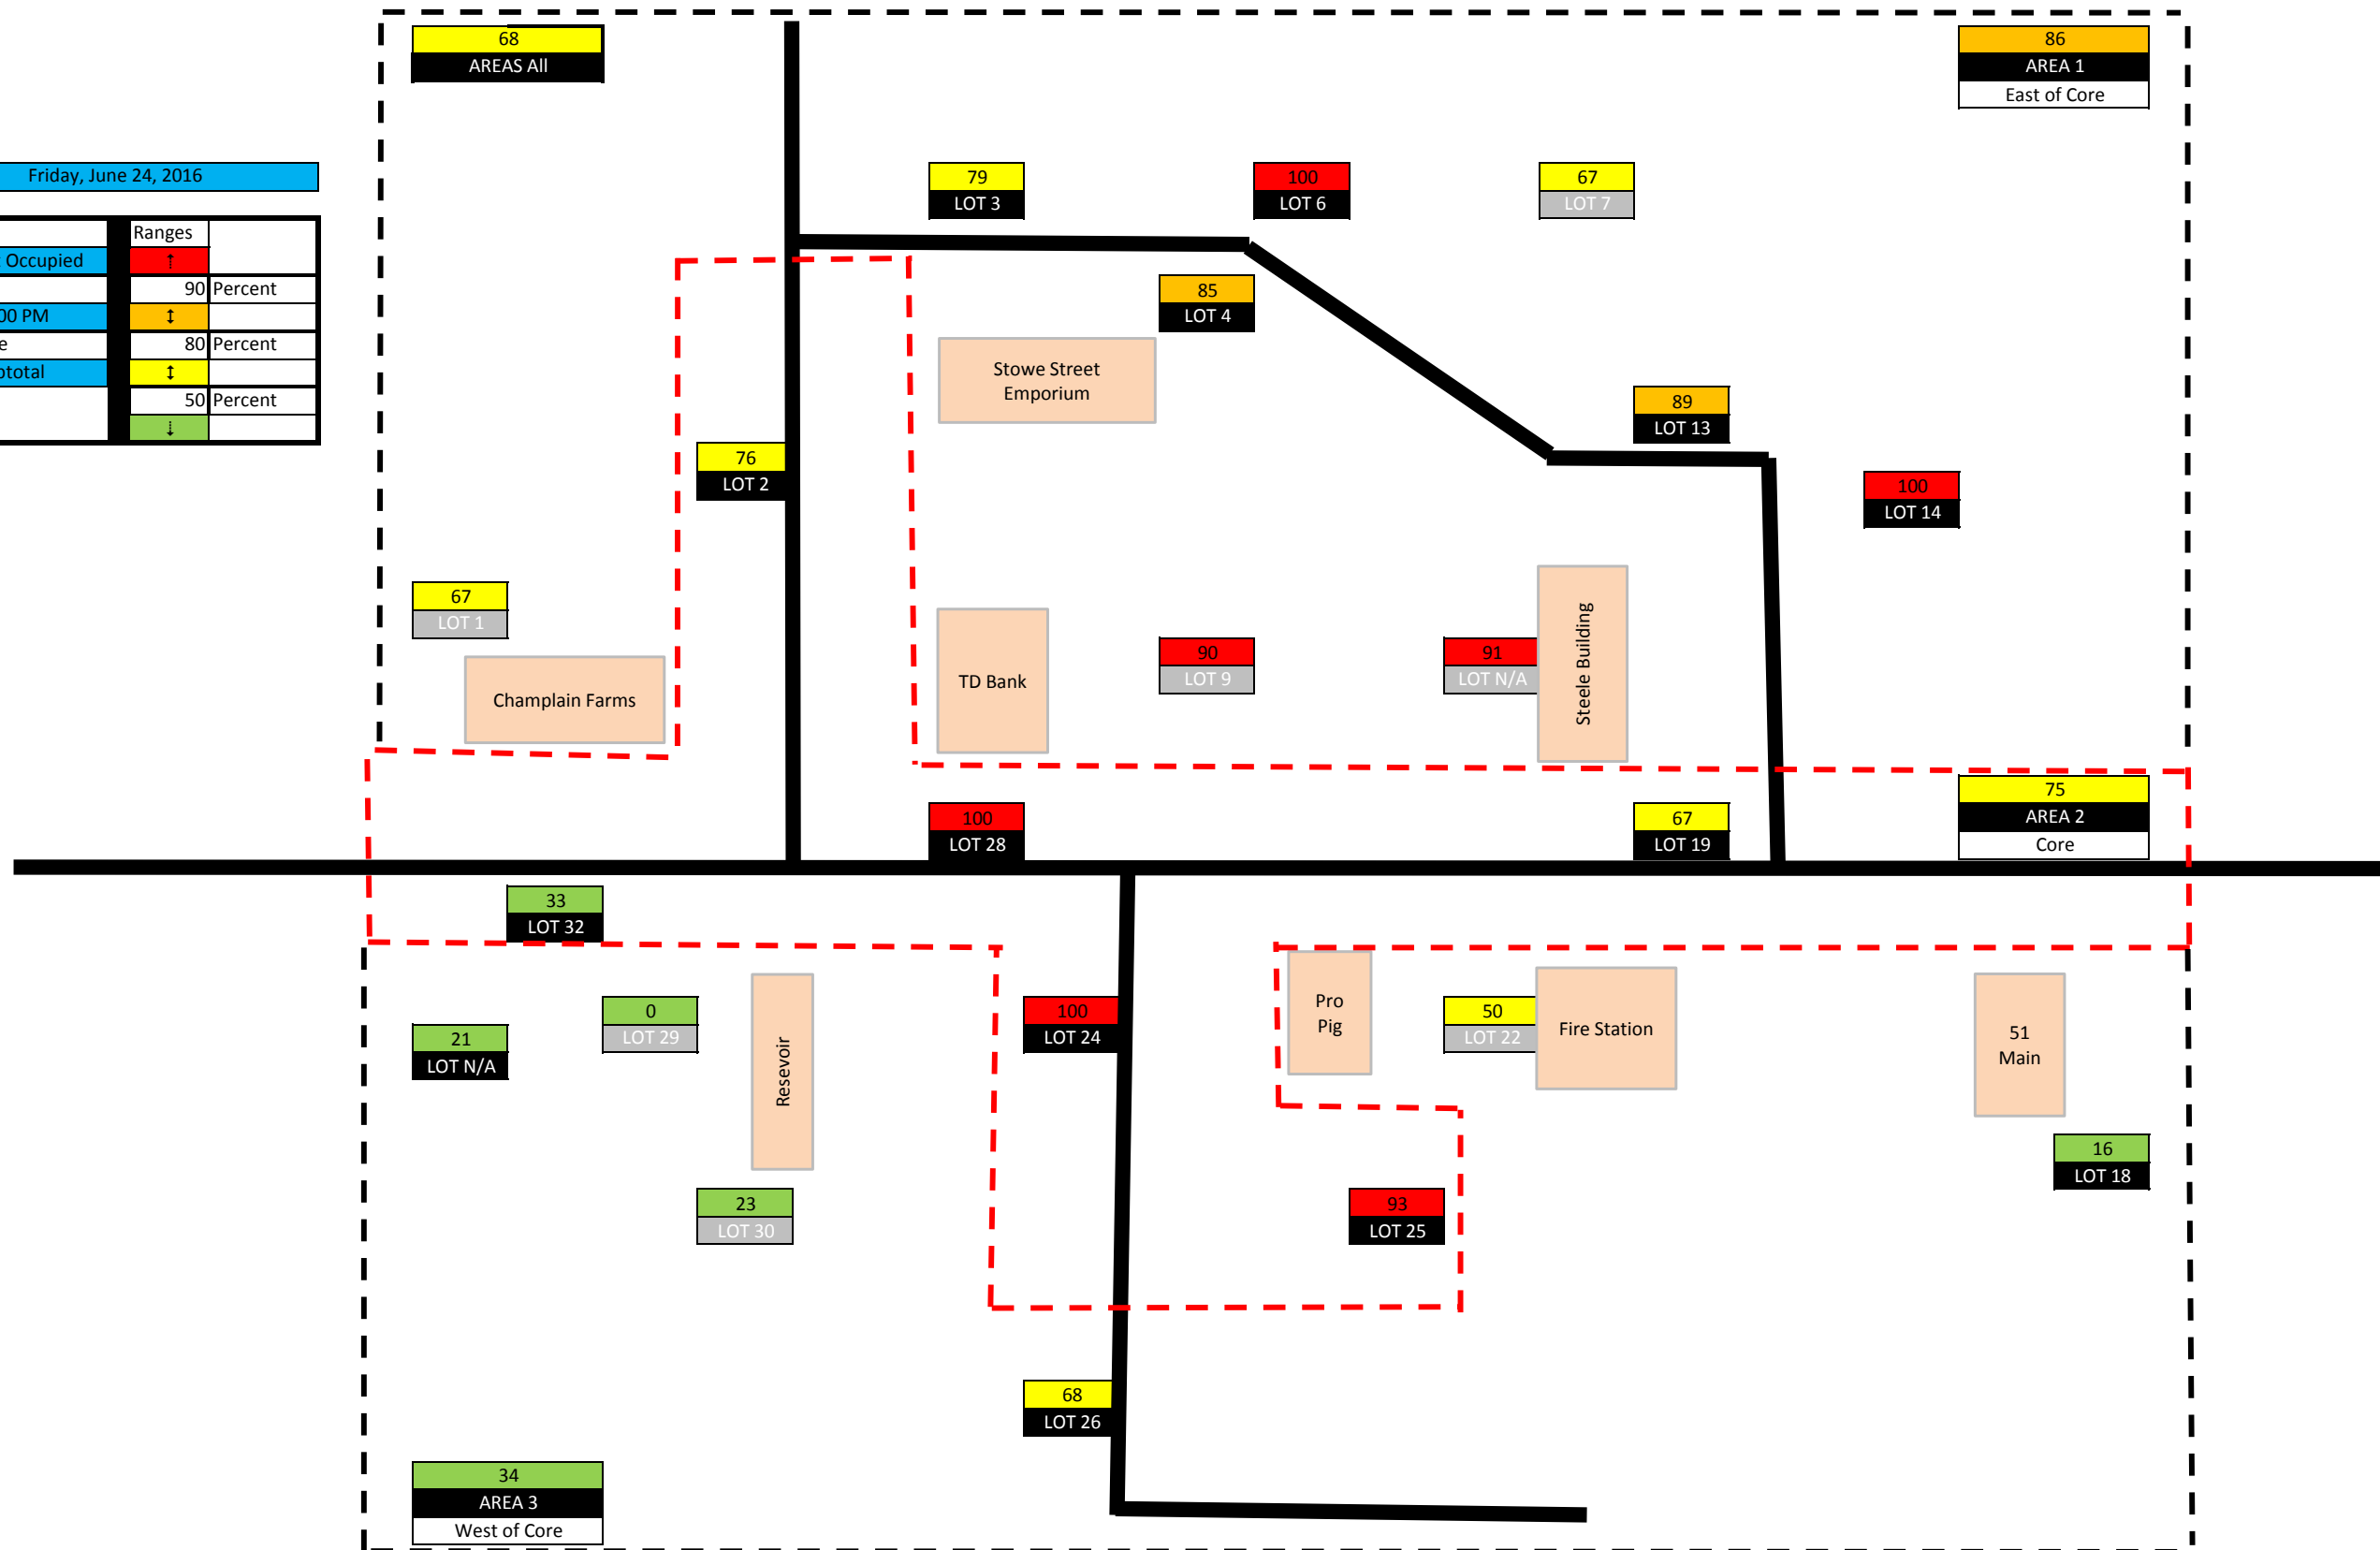 68
AREAS All
86
AREA 1
East of Core
Friday, June 24, 2016
79
LOT 3
100
LOT 6
67
LOT 7
Ranges
Occupied ↑
90 Percent
00 PM ↕
80 Percent
↕
50 Percent
↓
85
LOT 4
Stowe Street
Emporium
89
LOT 13
76
LOT 2
100
LOT 14
67
LOT 1
Champlain Farms
TD Bank
90
LOT 9
91
LOT N/A
Steele Building
75
AREA 2
Core
100
LOT 28
67
LOT 19
33
LOT 32
21
LOT N/A
0
LOT 29
Resevoir
100
LOT 24
Pro
Pig
50
LOT 22
Fire Station
51
Main
16
LOT 18
23
LOT 30
93
LOT 25
68
LOT 26
34
AREA 3
West of Core